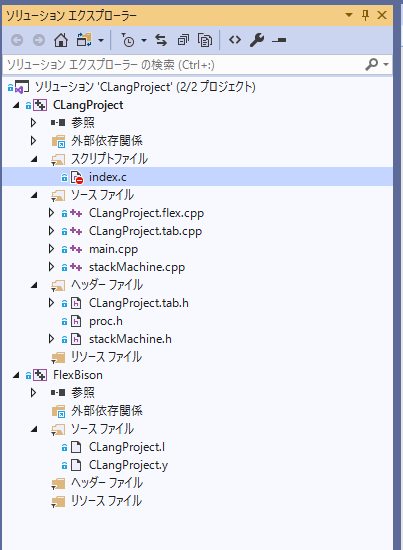 ソリューション エクスプローラー
ソリューション エクスプローラー の検索 (Ctrl+:)
ソリューション 'CLangProject' (2/2 プロジェクト)
CLangProject
参照
外部依存関係
スクリプトファイル
index.c
ソース ファイル
CLangProject.flex.cpp
CLangProject.tab.cpp
main.cpp
stackMachine.cpp
ヘッダー ファイル
CLangProject.tab.h
proc.h
stackMachine.h
リソース ファイル
FlexBison
参照
外部依存関係
ソース ファイル
CLangProject.l
CLangProject.y
ヘッダー ファイル
リソース ファイル